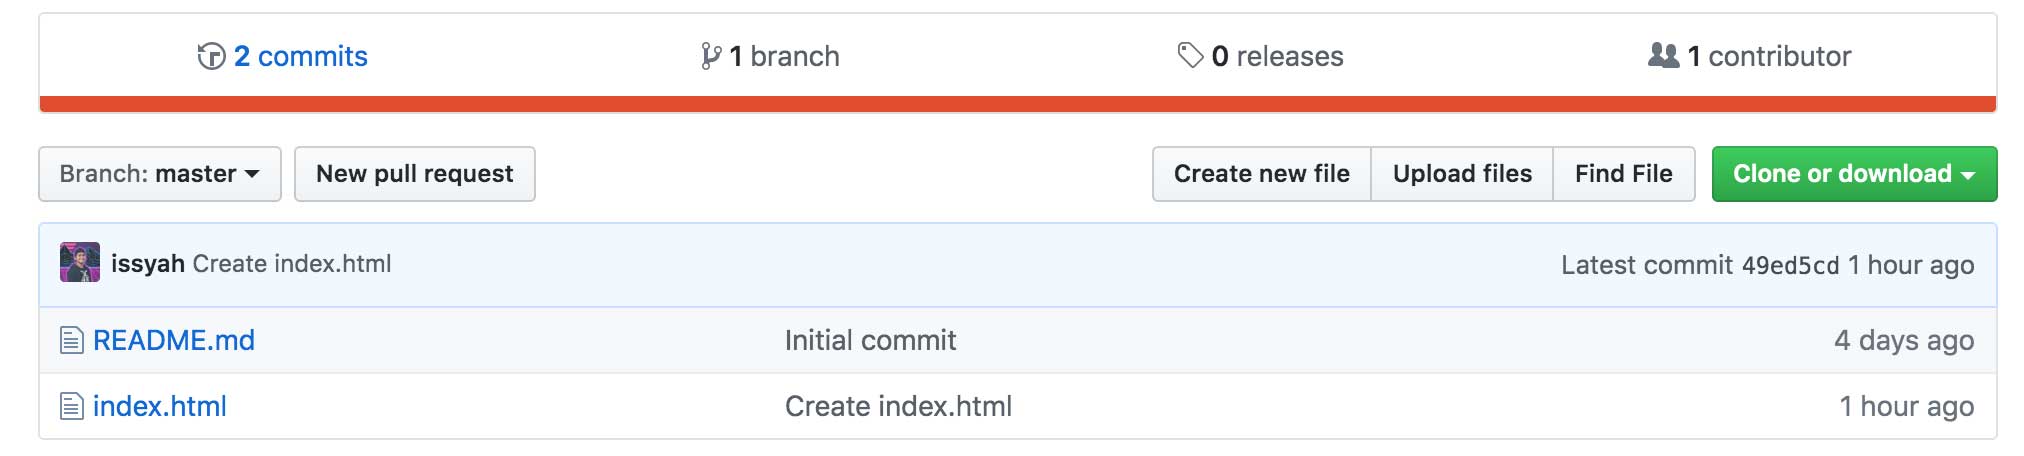 2 commits 1 branch 0 releases 1 contributor
Branch: master New pull request Create new file Upload files Find File Clone or download
issyah Create index.html Latest commit 49ed5cd 1 hour ago
README.md Initial commit 4 days ago
index.html Create index.html 1 hour ago